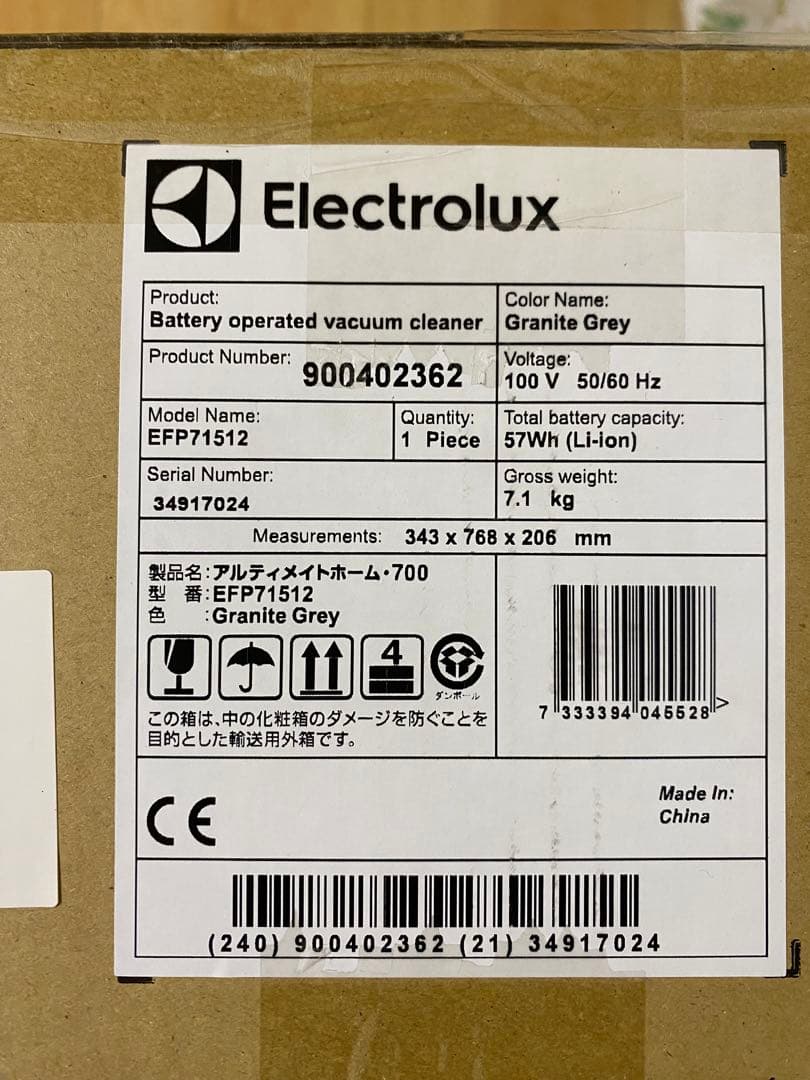 Electrolux
Product:
Battery operated vacuum cleaner
Color Name:
Granite Grey
Product Number: 900402362
Voltage:
100 V 50/60 Hz
Model Name:
EFP71512
Quantity:
1 Piece
Total battery capacity:
57Wh (Li-ion)
Serial Number:
34917024
Gross weight:
7.1 kg
Measurements: 343 x 768 x 206 mm
製品名:アルティメイトホーム・700
型 番:EFP71512
色 :Granite Grey
4
ダンボール
この箱は、中の化粧箱のダメージを防ぐことを
目的とした輸送用外箱です。
7 333394 045528 >
CE
Made In:
China
(240) 900402362 (21) 34917024